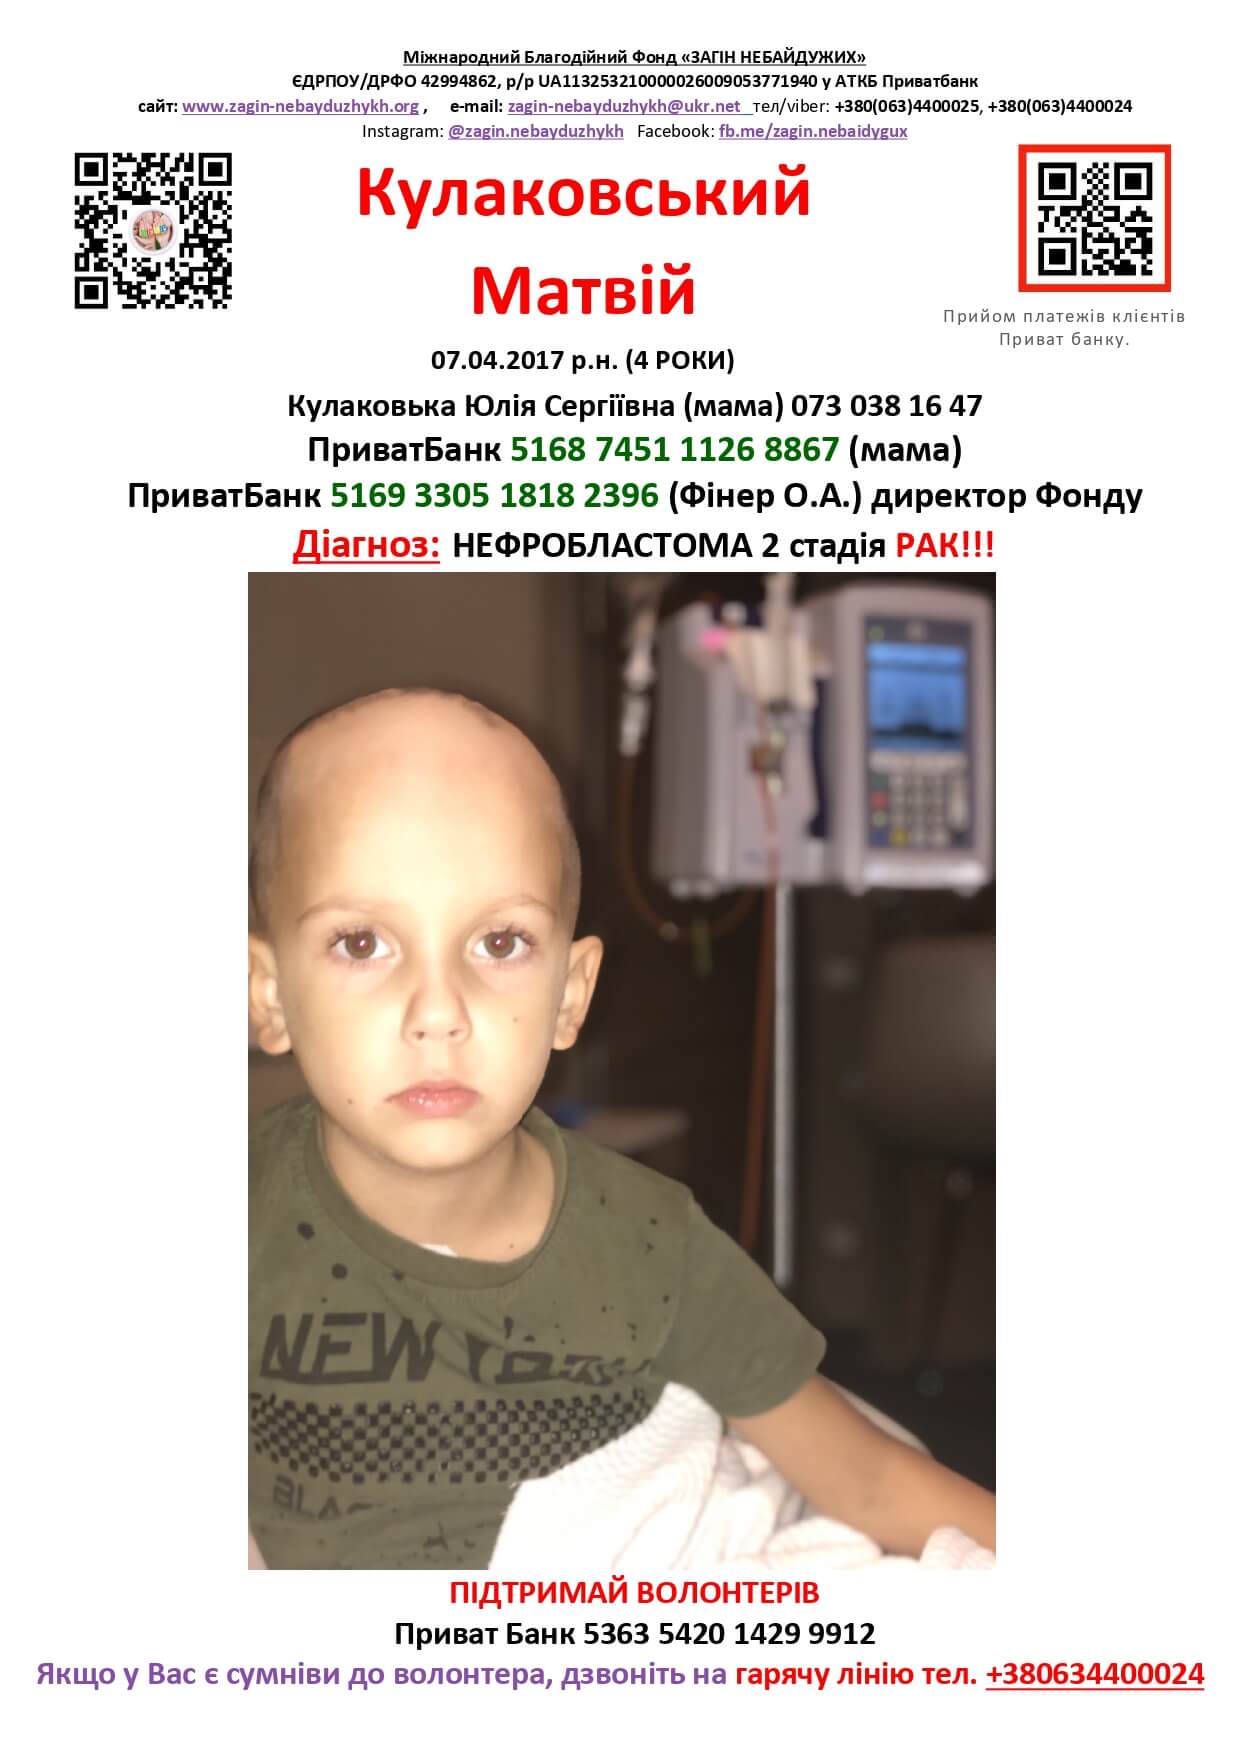 Міжнародний Благодійний Фонд «ЗАГІН НЕБАЙДУЖИХ»
ЄДРПОУ/ДРФО 42994862, р/р UA113253210000026009053771940 у АТКБ Приватбанк
сайт: www.zagin-nebayduzhykh.org , e-mail: zagin-nebayduzhykh@ukr.net тел/viber: +380(063)4400025, +380(063)4400024
Instagram: @zagin.nebayduzhykh Facebook: fb.me/zagin.nebaidygux
Кулаковський
Матвій
Прийом платежів клієнтів
Приват банку.
07.04.2017 р.н. (4 РОКИ)
Кулаковька Юлія Сергіївна (мама) 073 038 16 47
ПриватБанк 5168 7451 1126 8867 (мама)
ПриватБанк 5169 3305 1818 2396 (Фінер О.А.) директор Фонду
Діагноз: НЕФРОБЛАСТОМА 2 стадія РАК!!!
NEW
ПІДТРИМАЙ ВОЛОНТЕРІВ
Приват Банк 5363 5420 1429 9912
Якщо у Вас є сумніви до волонтера, дзвоніть на гарячу лінію тел. +380634400024